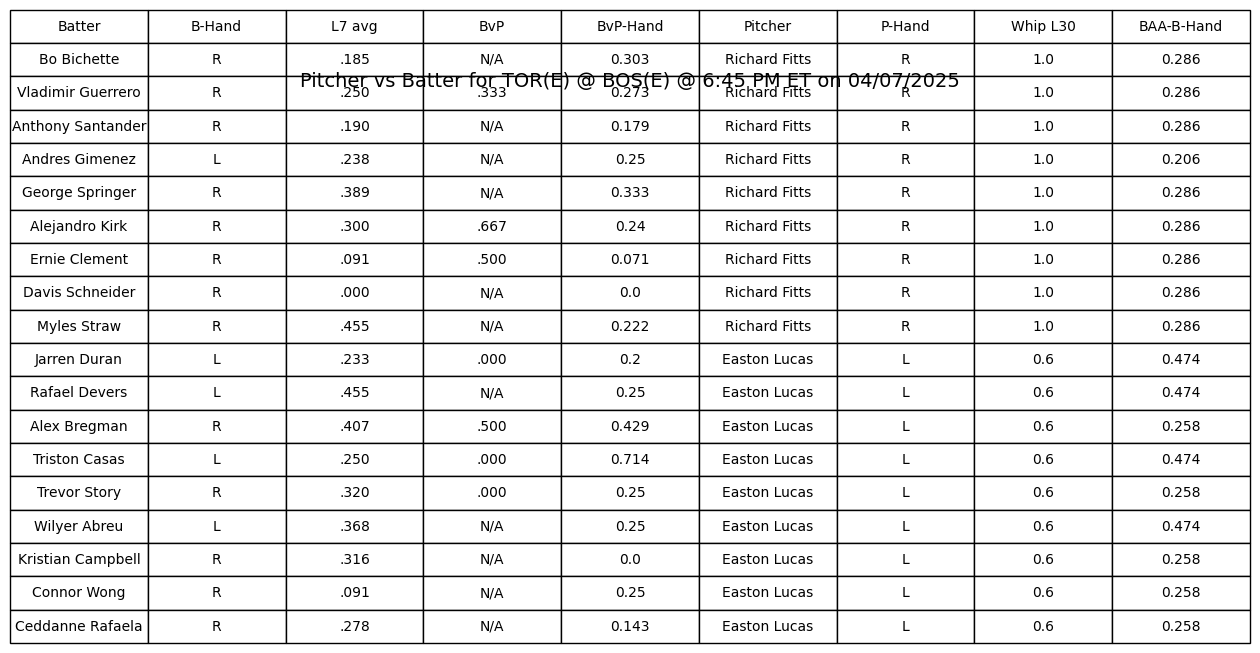 Batter B-Hand L7 avg BvP BvP-Hand Pitcher P-Hand Whip L30 BAA-B-Hand
Bo Bichette R .185 N/A 0.303 Richard Fitts R 1.0 0.286
Pitcher vs Batter for TOR(E) @ BOS(E) @ 6:45 PM ET on 04/07/2025
Vladimir Guerrero R .250 .333 0.273 Richard Fitts R 1.0 0.286
Anthony Santander R .190 N/A 0.179 Richard Fitts R 1.0 0.286
Andres Gimenez L .238 N/A 0.25 Richard Fitts R 1.0 0.206
George Springer R .389 N/A 0.333 Richard Fitts R 1.0 0.286
Alejandro Kirk R .300 .667 0.24 Richard Fitts R 1.0 0.286
Ernie Clement R .091 .500 0.071 Richard Fitts R 1.0 0.286
Davis Schneider R .000 N/A 0.0 Richard Fitts R 1.0 0.286
Myles Straw R .455 N/A 0.222 Richard Fitts R 1.0 0.286
Jarren Duran L .233 .000 0.2 Easton Lucas L 0.6 0.474
Rafael Devers L .455 N/A 0.25 Easton Lucas L 0.6 0.474
Alex Bregman R .407 .500 0.429 Easton Lucas L 0.6 0.258
Triston Casas L .250 .000 0.714 Easton Lucas L 0.6 0.474
Trevor Story R .320 .000 0.25 Easton Lucas L 0.6 0.258
Wilyer Abreu L .368 N/A 0.25 Easton Lucas L 0.6 0.474
Kristian Campbell R .316 N/A 0.0 Easton Lucas L 0.6 0.258
Connor Wong R .091 N/A 0.25 Easton Lucas L 0.6 0.258
Ceddanne Rafaela R .278 N/A 0.143 Easton Lucas L 0.6 0.258